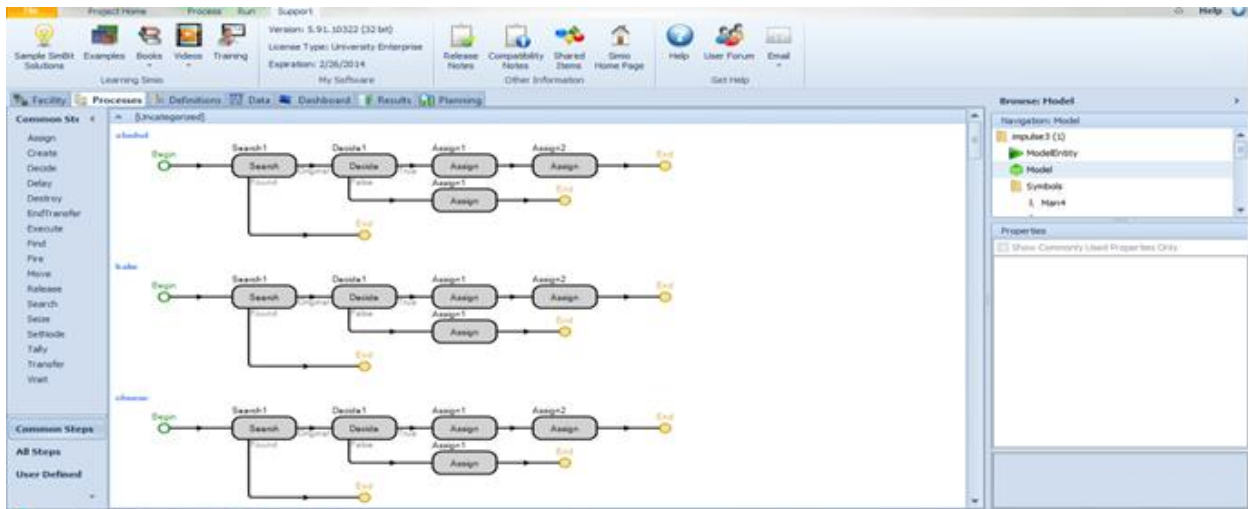 File Project Home Process Run Support Help
Sample SimBit Solutions Examples Books Videos Training
Learning Simio
Version: 5.91.10322 (32 bit)
License Type: University Enterprise
Expiration: 2/26/2014
My Software
Release Notes Compatibility Notes Shared Items Simio Home Page
Other Information
Help User Forum Email
Get Help
Facility Processes Definitions Data Dashboard Results Planning
Common Ste
Assign
Create
Decide
Delay
Destroy
EndTransfer
Execute
Find
Fire
Move
Release
Search
Seize
SetNode
Tally
Transfer
Wait
Common Steps
All Steps
User Defined
[Uncategorized]
alcohol
Begin Search1 Decide1 Assign1 Assign2 End
Search Original Decide True Assign Assign
Found False Assign1 End
Assign
End
Begin Search1 Decide1 Assign1 Assign2 End
Search Original Decide True Assign Assign
Found False Assign1 End
Assign
End
cheese
Begin Search1 Decide1 Assign1 Assign2 End
Search Original Decide True Assign Assign
Found False Assign1 End
Assign
End
Browse: Model
Navigation: Model
impulse3 (1)
ModelEntity
Model
Symbols
Man4
Properties
Show Commonly Used Properties Only